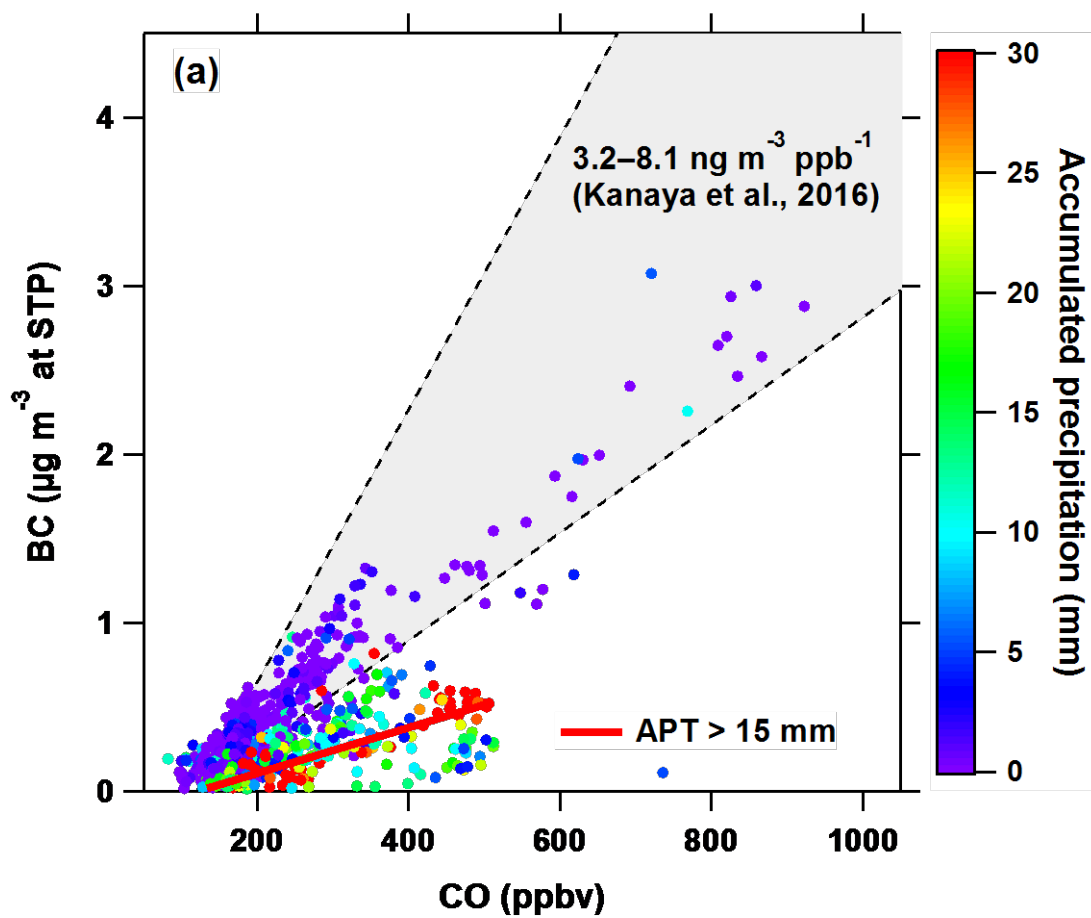 (a)
3.2–8.1 ng m⁻³ ppb⁻¹
(Kanaya et al., 2016)
APT > 15 mm
BC (µg m⁻³ at STP)
4
3
2
1
0
200
400
600
800
1000
CO (ppbv)
30
25
20
15
10
5
0
Accumulated precipitation (mm)